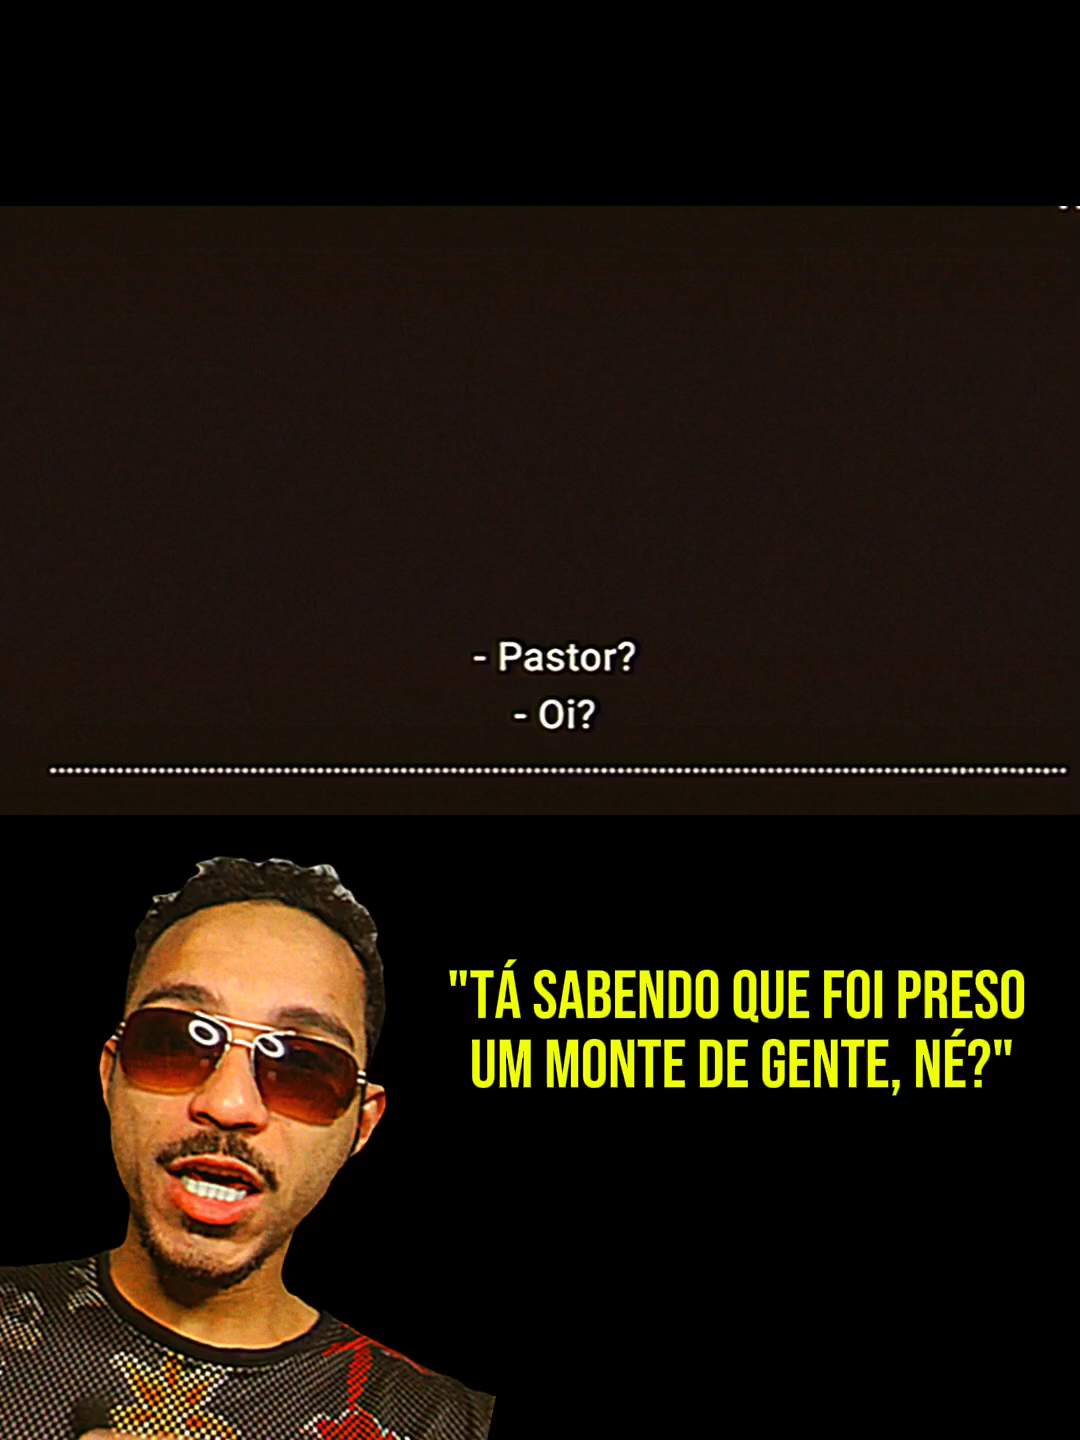 - Pastor?
- Oi?
"TÁ SABENDO QUE FOI PRESO
UM MONTE DE GENTE, NÉ?"